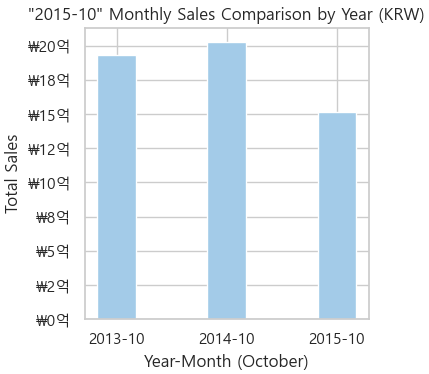 "2015-10" Monthly Sales Comparison by Year (KRW)
Total Sales
₩20억
₩18억
₩15억
₩12억
₩10억
₩8억
₩5억
₩2억
₩0억
2013-10 2014-10 2015-10
Year-Month (October)